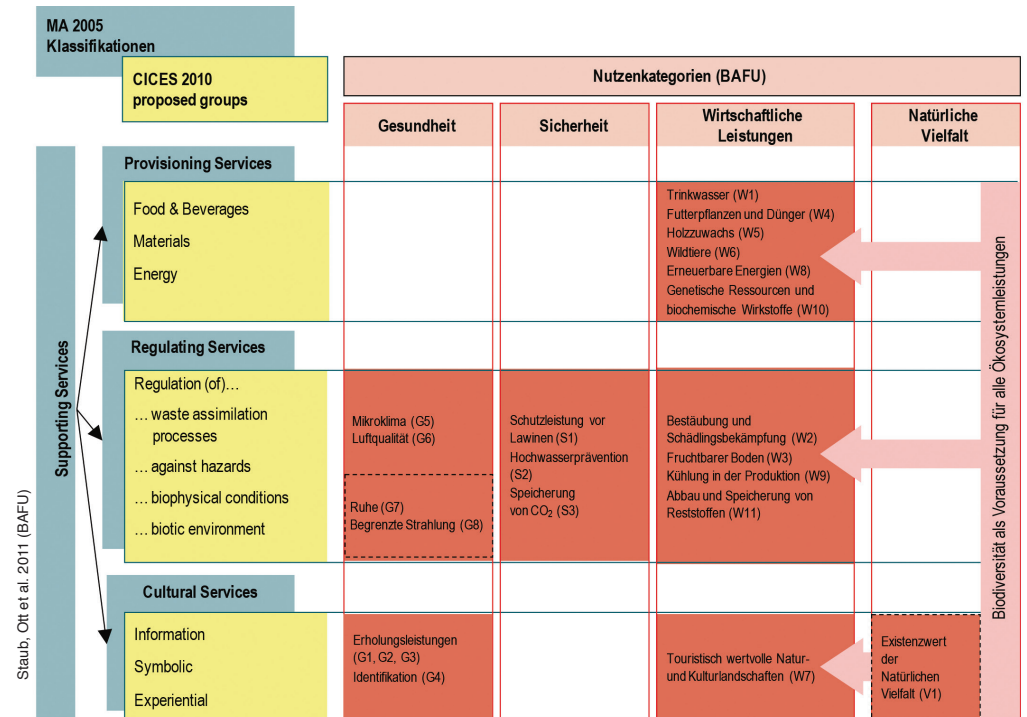 MA 2005
Klassifikationen
CICES 2010
proposed groups
Nutzenkategorien (BAFU)
Gesundheit
Sicherheit
Wirtschaftliche
Leistungen
Natürliche
Vielfalt
Supporting Services
Provisioning Services
Food & Beverages
Materials
Energy
Trinkwasser (W1)
Futterpflanzen und Dünger (W4)
Holzzuwachs (W5)
Wildtiere (W6)
Erneuerbare Energien (W8)
Genetische Ressourcen und
biochemische Wirkstoffe (W10)
Regulating Services
Regulation (of)…
… waste assimilation
processes
… against hazards
… biophysical conditions
… biotic environment
Mikroklima (G5)
Luftqualität (G6)
Ruhe (G7)
Begrenzte Strahlung (G8)
Schutzleistung vor
Lawinen (S1)
Hochwasserprävention
(S2)
Speicherung
von CO₂ (S3)
Bestäubung und
Schädlingsbekämpfung (W2)
Fruchtbarer Boden (W3)
Kühlung in der Produktion (W9)
Abbau und Speicherung von
Reststoffen (W11)
Cultural Services
Information
Symbolic
Experiential
Erholungsleistungen
(G1, G2, G3)
Identifikation (G4)
Touristisch wertvolle Natur-
und Kulturlandschaften (W7)
Existenzwert
der
Natürlichen
Vielfalt (V1)
Biodiversität als Voraussetzung für alle Ökosystemleistungen
Staub, Ott et al. 2011 (BAFU)